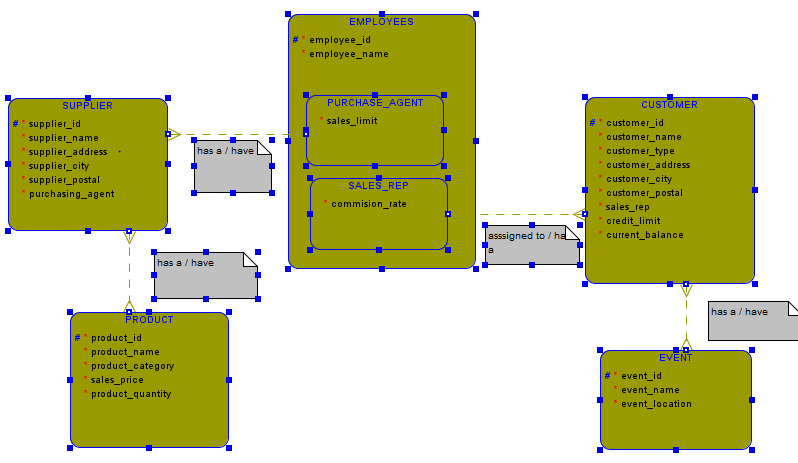 EMPLOYEES
# * employee_id
* employee_name
PURCHASE_AGENT
* sales_limit
SALES_REP
* commision_rate
SUPPLIER
# * supplier_id
* supplier_name
* supplier_address
* supplier_city
* supplier_postal
* purchasing_agent
has a / have
CUSTOMER
# * customer_id
* customer_name
* customer_type
* customer_address
* customer_city
* customer_postal
* sales_rep
* credit_limit
* current_balance
asssigned to / ha
a
has a / have
PRODUCT
# * product_id
* product_name
* product_category
* sales_price
* product_quantity
has a / have
EVENT
# * event_id
* event_name
* event_location